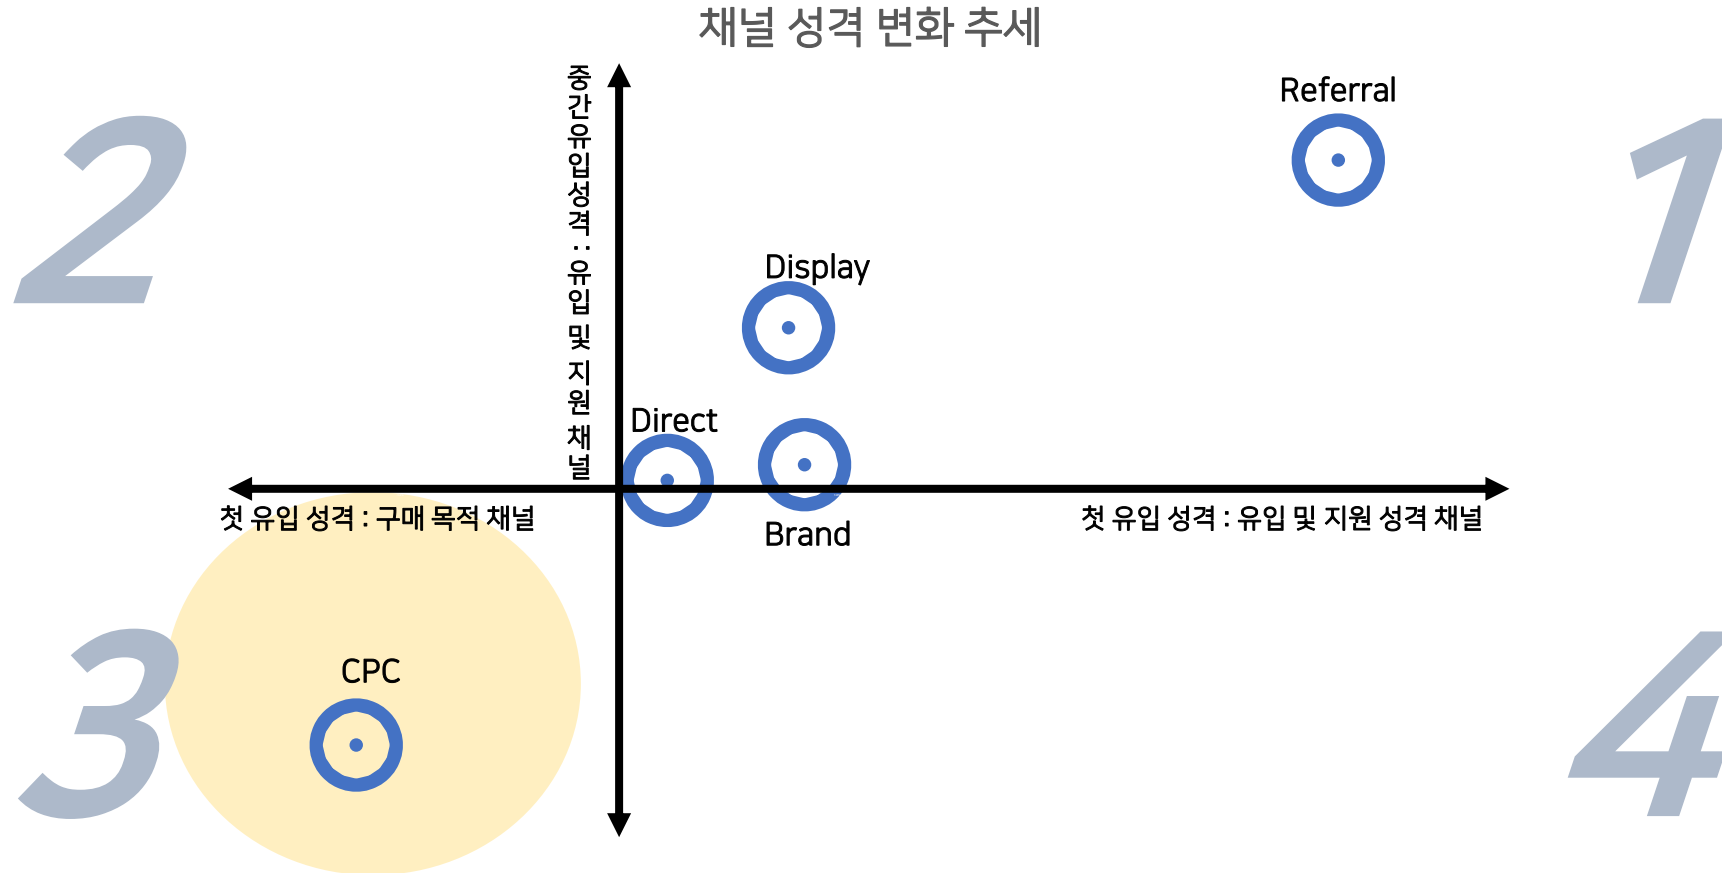 채널 성격 변화 추세
2
1
중간유입성격 : 유입 및 지원 채널
Referral
Display
Direct
Brand
첫 유입 성격 : 구매 목적 채널
첫 유입 성격 : 유입 및 지원 성격 채널
3
CPC
4